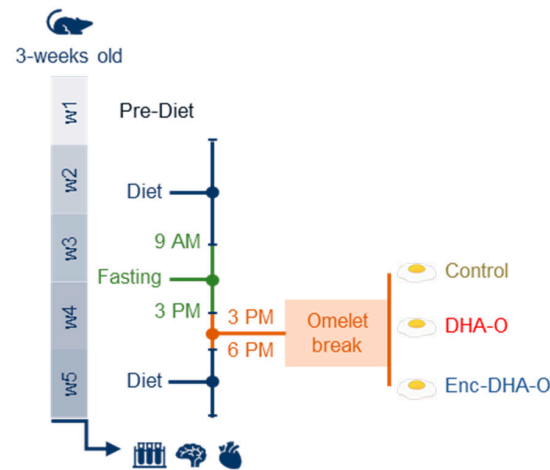 3-weeks old
w1
Pre-Diet
w2
Diet
w3
9 AM
Fasting
3 PM
w4
3 PM
6 PM
Omelet
break
Control
DHA-O
Enc-DHA-O
w5
Diet